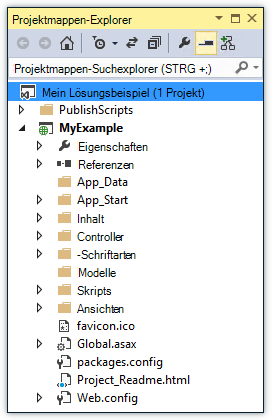 Projektmappen-Explorer
Projektmappen-Suchexplorer (STRG +;)
Mein Lösungsbeispiel (1 Projekt)
PublishScripts
MyExample
Eigenschaften
Referenzen
App_Data
App_Start
Inhalt
Controller
-Schriftarten
Modelle
Skripts
Ansichten
favicon.ico
Global.asax
packages.config
Project_Readme.html
Web.config